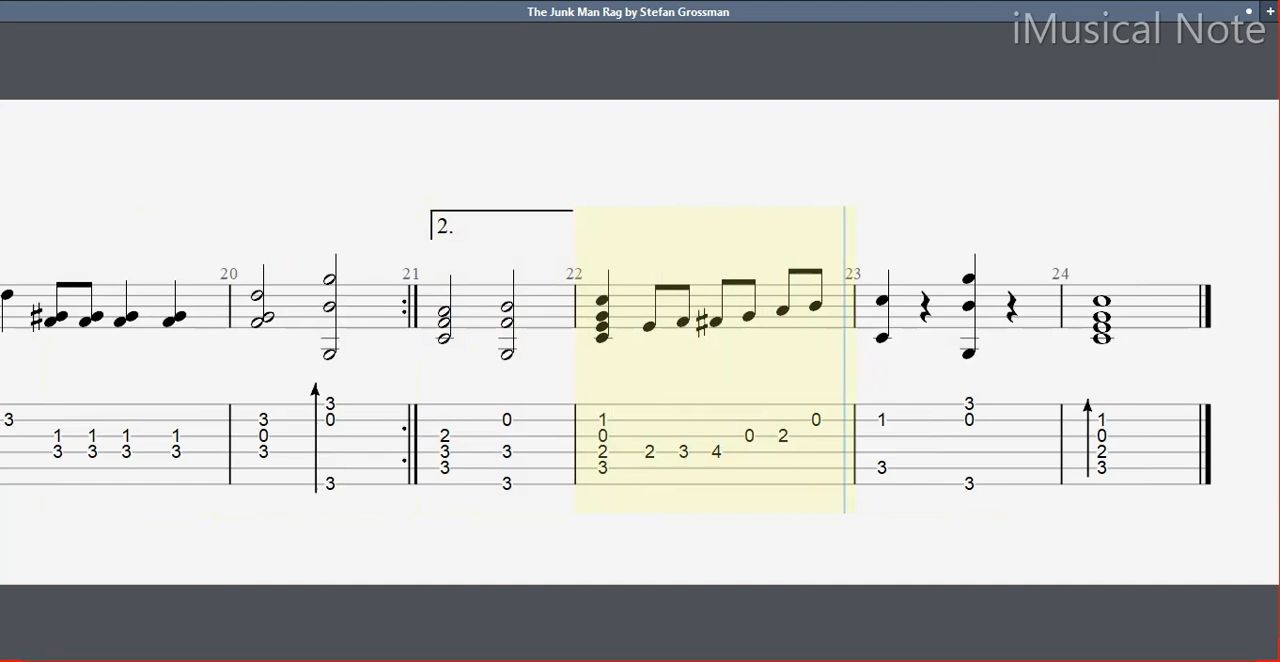 The Junk Man Rag by Stefan Grossman
+
iMusical Note
2.
20 21 22 23 24
3 3 0 1 1 1 1 1 3 3 3 3 3 0 3 3 0 2 3 3 0 3 3 1 0 2 3 2 3 4 0 2 0 1 3 3 0 3 1 0 2 3